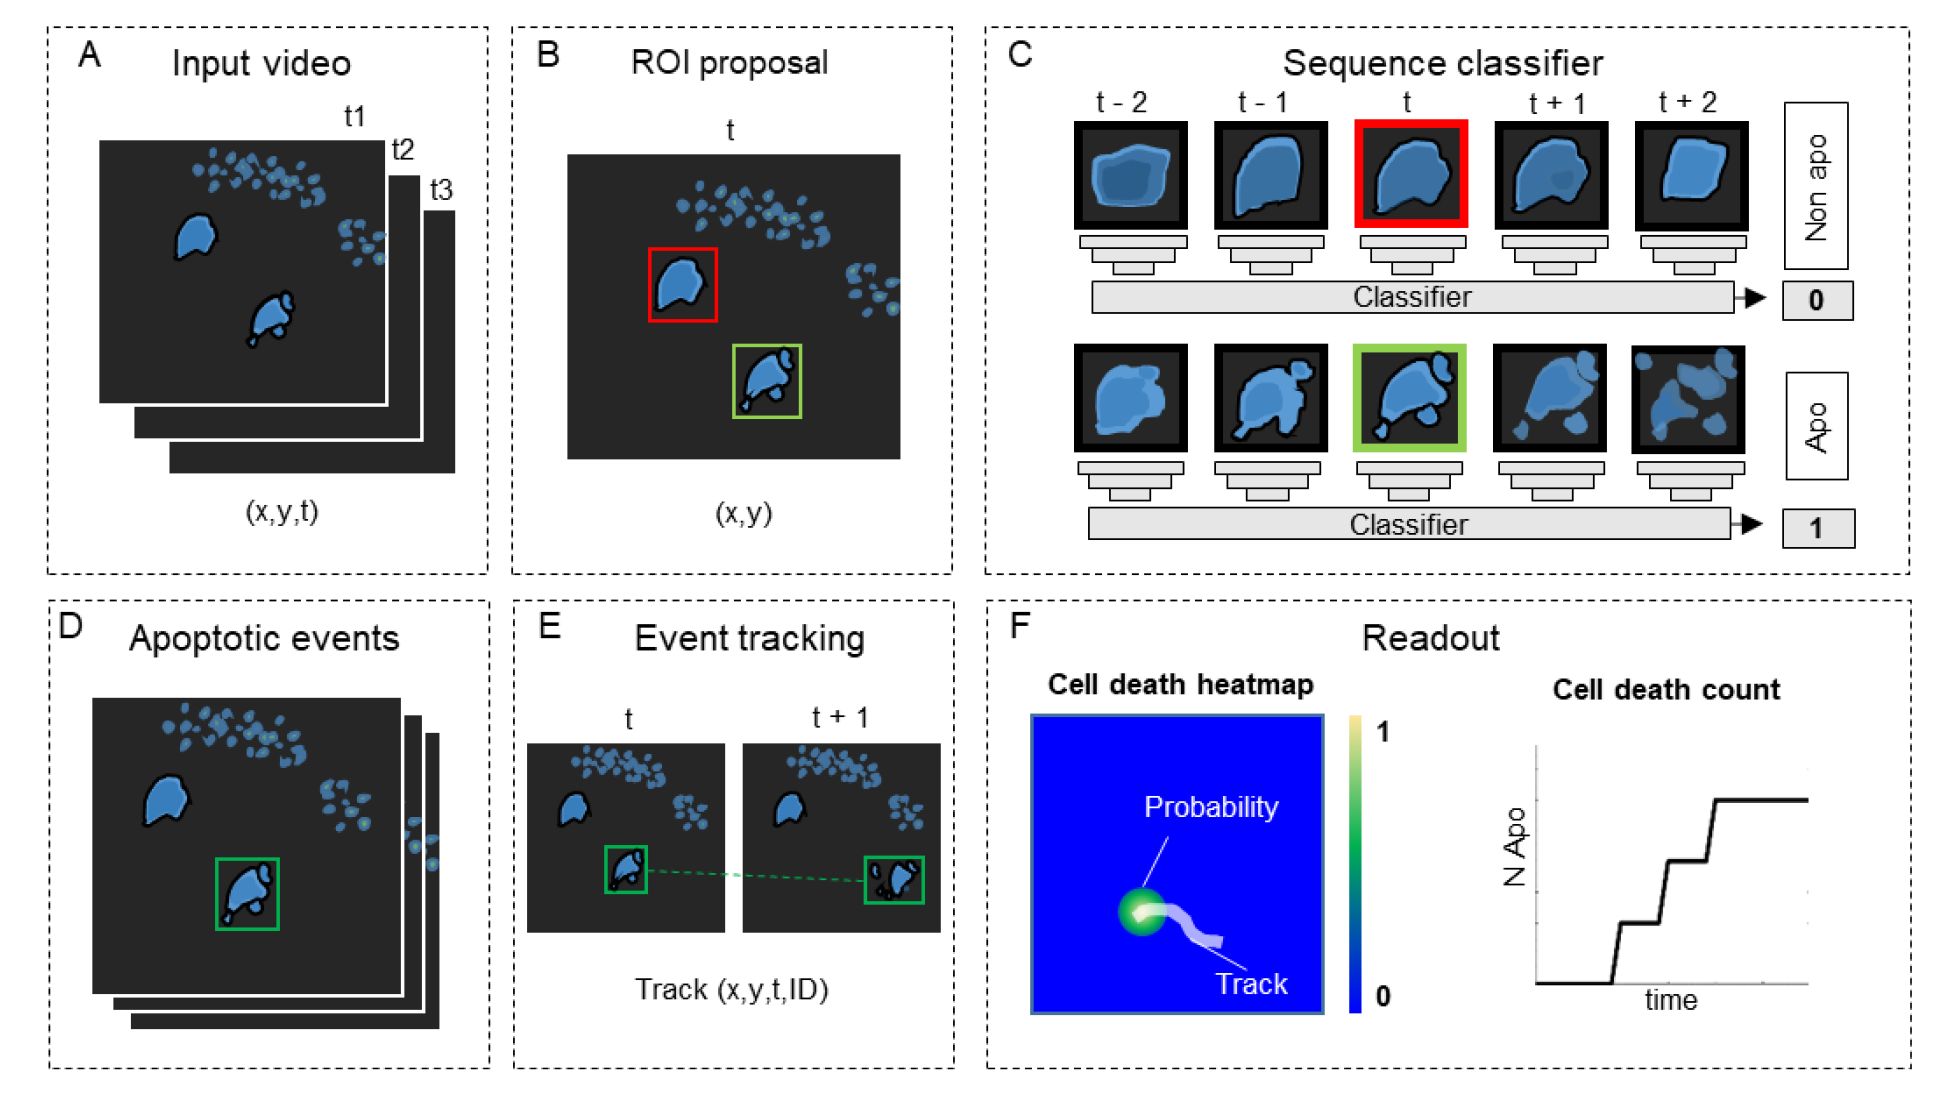 A
Input video
t1
t2
t3
(x,y,t)
B
ROI proposal
t
(x,y)
C
Sequence classifier
t - 2
t - 1
t
t + 1
t + 2
Non apo
Classifier
0
Apo
Classifier
1
D
Apoptotic events
E
Event tracking
t
t + 1
Track (x,y,t,ID)
F
Readout
Cell death heatmap
1
Probability
Track
0
Cell death count
N Apo
time